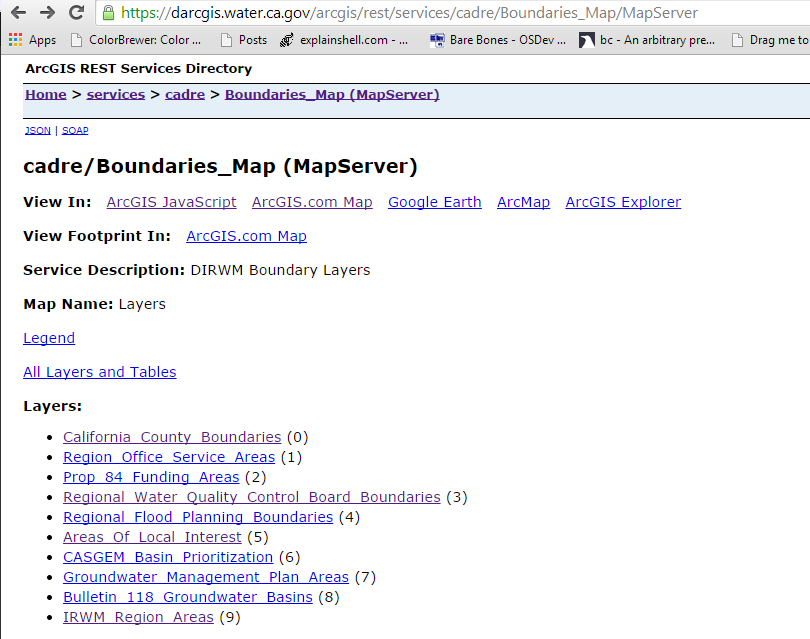 https://darcgis.water.ca.gov/arcgis/rest/services/cadre/Boundaries_Map/MapServer
Apps ColorBrewer: Color ... Posts explainshell.com - ... Bare Bones - OSDev ... bc - An arbitrary pre... Drag me to
ArcGIS REST Services Directory
Home > services > cadre > Boundaries_Map (MapServer)
JSON | SOAP
cadre/Boundaries_Map (MapServer)
View In: ArcGIS JavaScript ArcGIS.com Map Google Earth ArcMap ArcGIS Explorer
View Footprint In: ArcGIS.com Map
Service Description: DIRWM Boundary Layers
Map Name: Layers
Legend
All Layers and Tables
Layers:
• California_County_Boundaries (0)
• Region_Office_Service_Areas (1)
• Prop_84_Funding_Areas (2)
• Regional_Water_Quality_Control_Board_Boundaries (3)
• Regional_Flood_Planning_Boundaries (4)
• Areas_Of_Local_Interest (5)
• CASGEM_Basin_Prioritization (6)
• Groundwater_Management_Plan_Areas (7)
• Bulletin_118_Groundwater_Basins (8)
• IRWM_Region_Areas (9)